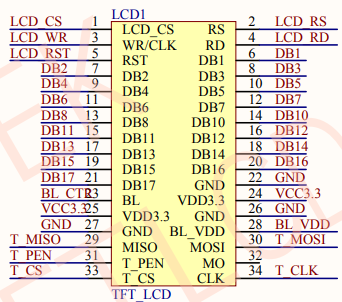 LCD1
LCD_CS 1 LCD_CS RS 2 LCD_RS
LCD_WR 3 WR/CLK RD 4 LCD_RD
LCD_RST 5 RST DB1 6 DB1
DB2 7 DB2 DB3 8 DB3
DB4 9 DB4 DB5 10 DB5
DB6 11 DB6 DB7 12 DB7
DB8 13 DB8 DB10 14 DB10
DB11 15 DB11 DB12 16 DB12
DB13 17 DB13 DB14 18 DB14
DB15 19 DB15 DB16 20 DB16
DB17 21 DB17 GND 22 GND
BL_CTR 23 BL VDD3.3 24 VCC3.3
VCC3.3 25 VDD3.3 GND 26 GND
GND 27 GND BL_VDD 28 BL_VDD
T_MISO 29 MISO MOSI 30 T_MOSI
T_PEN 31 T_PEN MO 32
T_CS 33 T_CS CLK 34 T_CLK
TFT_LCD